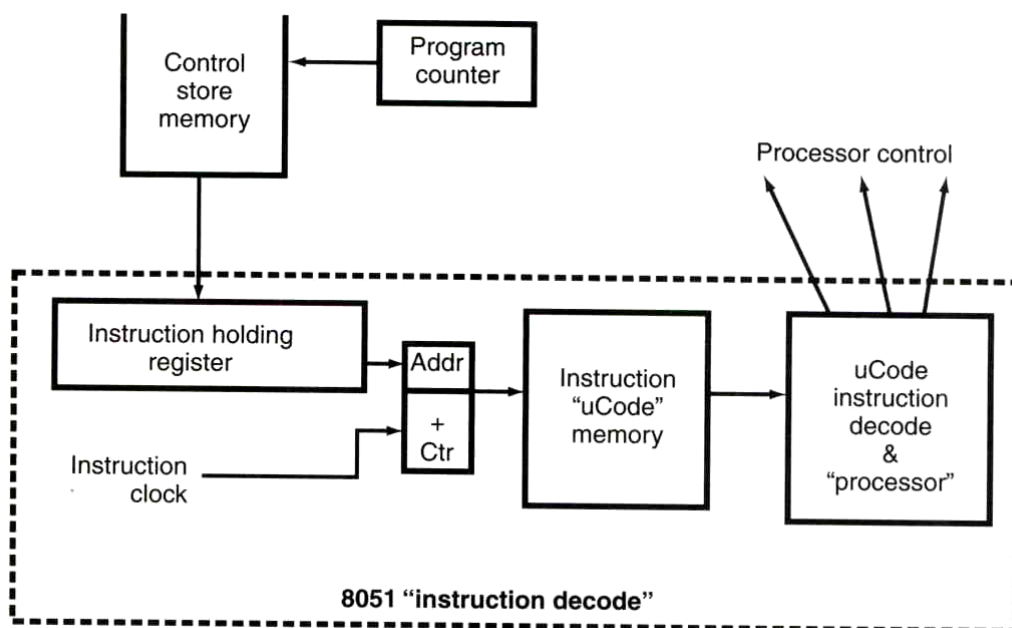 Control
store
memory
Program
counter
Processor control
Instruction holding
register
Addr
+
Ctr
Instruction
clock
Instruction
“uCode”
memory
uCode
instruction
decode
&
“processor”
8051 “instruction decode”